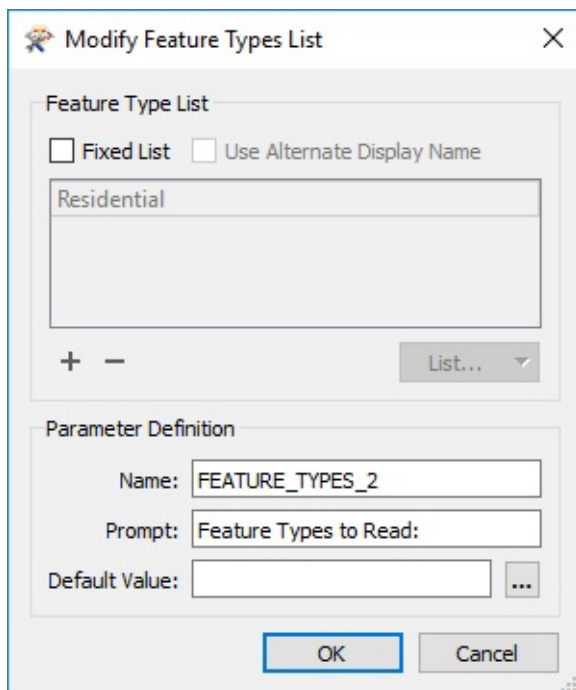 Modify Feature Types List
Feature Type List
Fixed List Use Alternate Display Name
Residential
List...
Parameter Definition
Name: FEATURE_TYPES_2
Prompt: Feature Types to Read:
Default Value: ...
OK Cancel